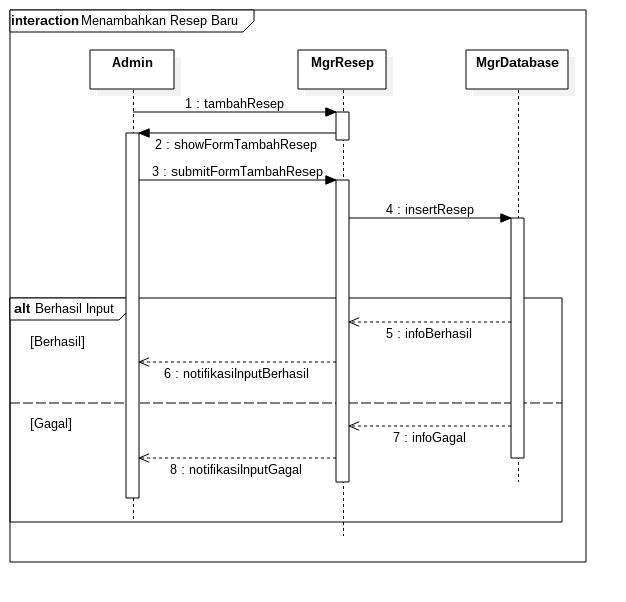 interaction Menambahkan Resep Baru
Admin
MgrResep
MgrDatabase
1 : tambahResep
2 : showFormTambahResep
3 : submitFormTambahResep
4 : insertResep
alt Berhasil Input
5 : infoBerhasil
[Berhasil]
6 : notifikasiInputBerhasil
[Gagal]
7 : infoGagal
8 : notifikasiInputGagal